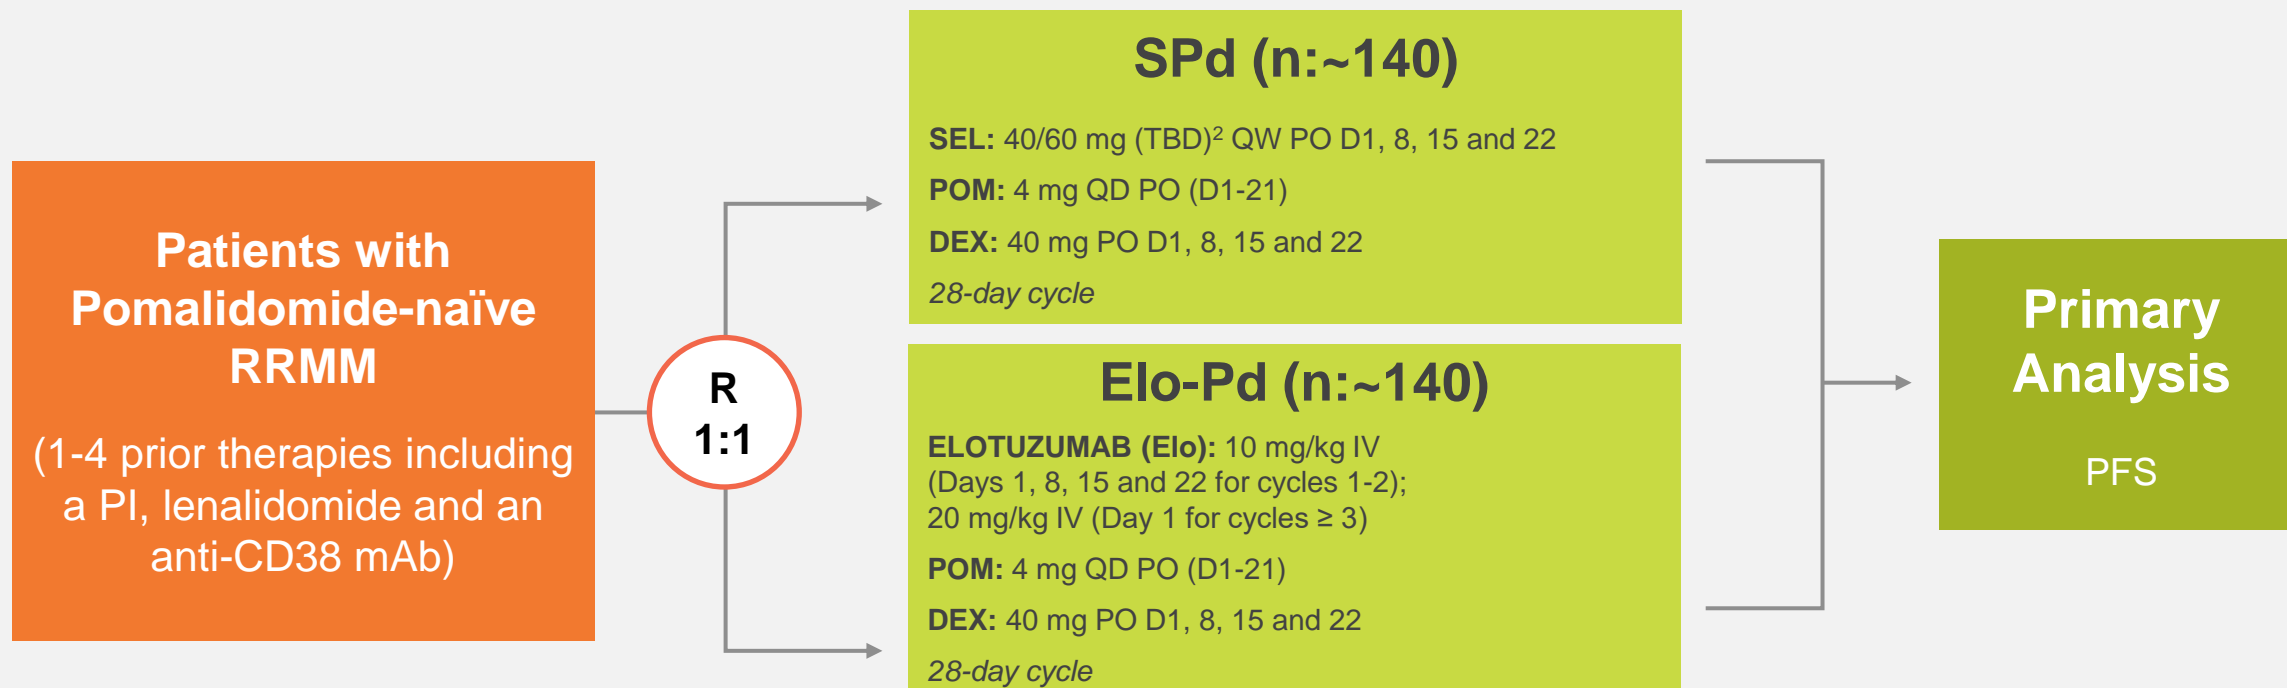 Patients with
Pomalidomide-naïve
RRMM
(1-4 prior therapies including
a PI, lenalidomide and an
anti-CD38 mAb)
R
1:1
SPd (n:~140)
SEL: 40/60 mg (TBD)² QW PO D1, 8, 15 and 22
POM: 4 mg QD PO (D1-21)
DEX: 40 mg PO D1, 8, 15 and 22
28-day cycle
Elo-Pd (n:~140)
ELOTUZUMAB (Elo): 10 mg/kg IV
(Days 1, 8, 15 and 22 for cycles 1-2);
20 mg/kg IV (Day 1 for cycles ≥ 3)
POM: 4 mg QD PO (D1-21)
DEX: 40 mg PO D1, 8, 15 and 22
28-day cycle
Primary
Analysis
PFS